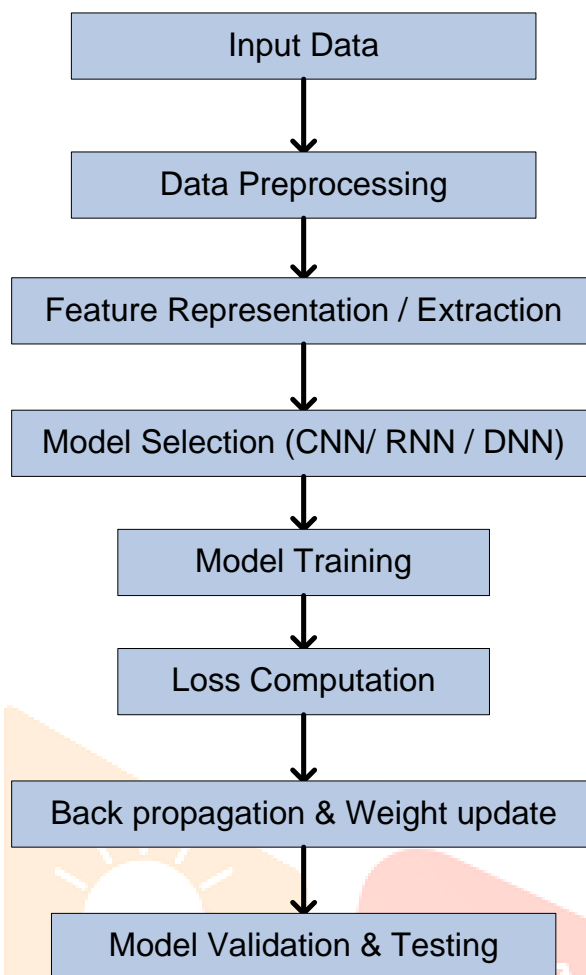 Input Data
Data Preprocessing
Feature Representation / Extraction
Model Selection (CNN/ RNN / DNN)
Model Training
Loss Computation
Back propagation & Weight update
Model Validation & Testing